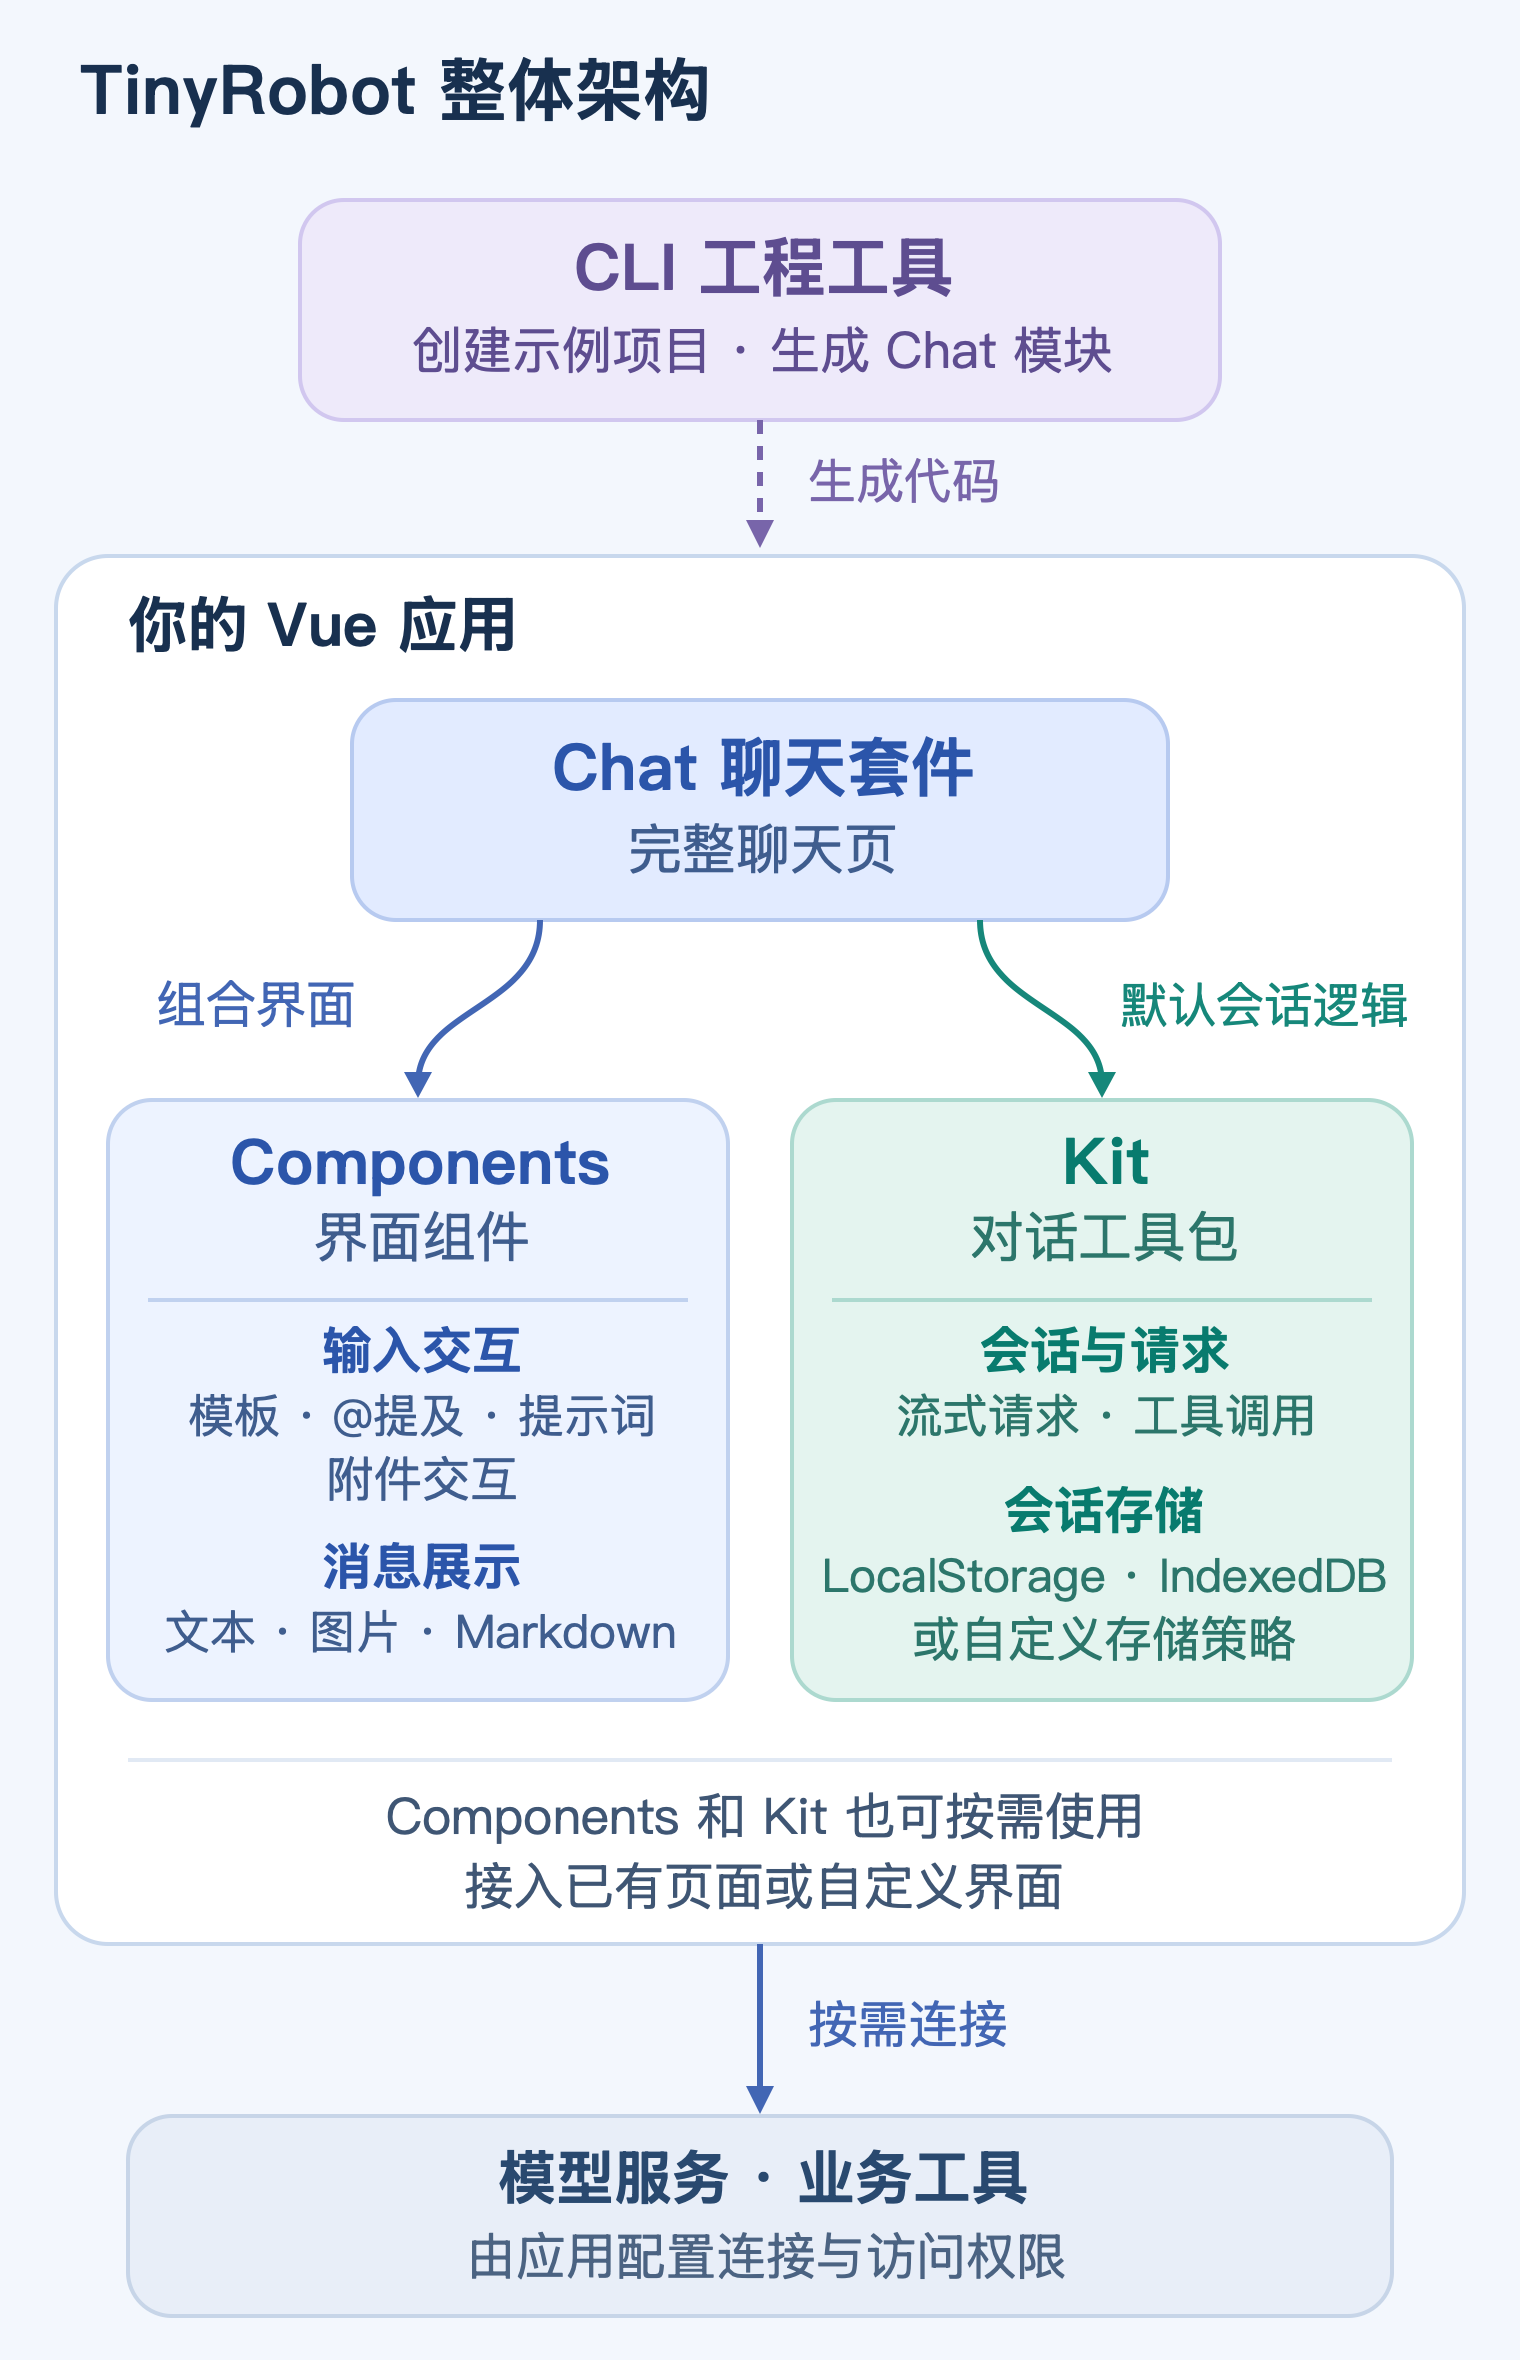 TinyRobot 整体架构
CLI 工程工具
创建示例项目 · 生成 Chat 模块
生成代码
你的 Vue 应用
Chat 聊天套件
完整聊天页
组合界面
默认会话逻辑
Components
界面组件
输入交互
模板 · @提及 · 提示词
附件交互
消息展示
文本 · 图片 · Markdown
Kit
对话工具包
会话与请求
流式请求 · 工具调用
会话存储
LocalStorage · IndexedDB
或自定义存储策略
Components 和 Kit 也可按需使用
接入已有页面或自定义界面
按需连接
模型服务 · 业务工具
由应用配置连接与访问权限